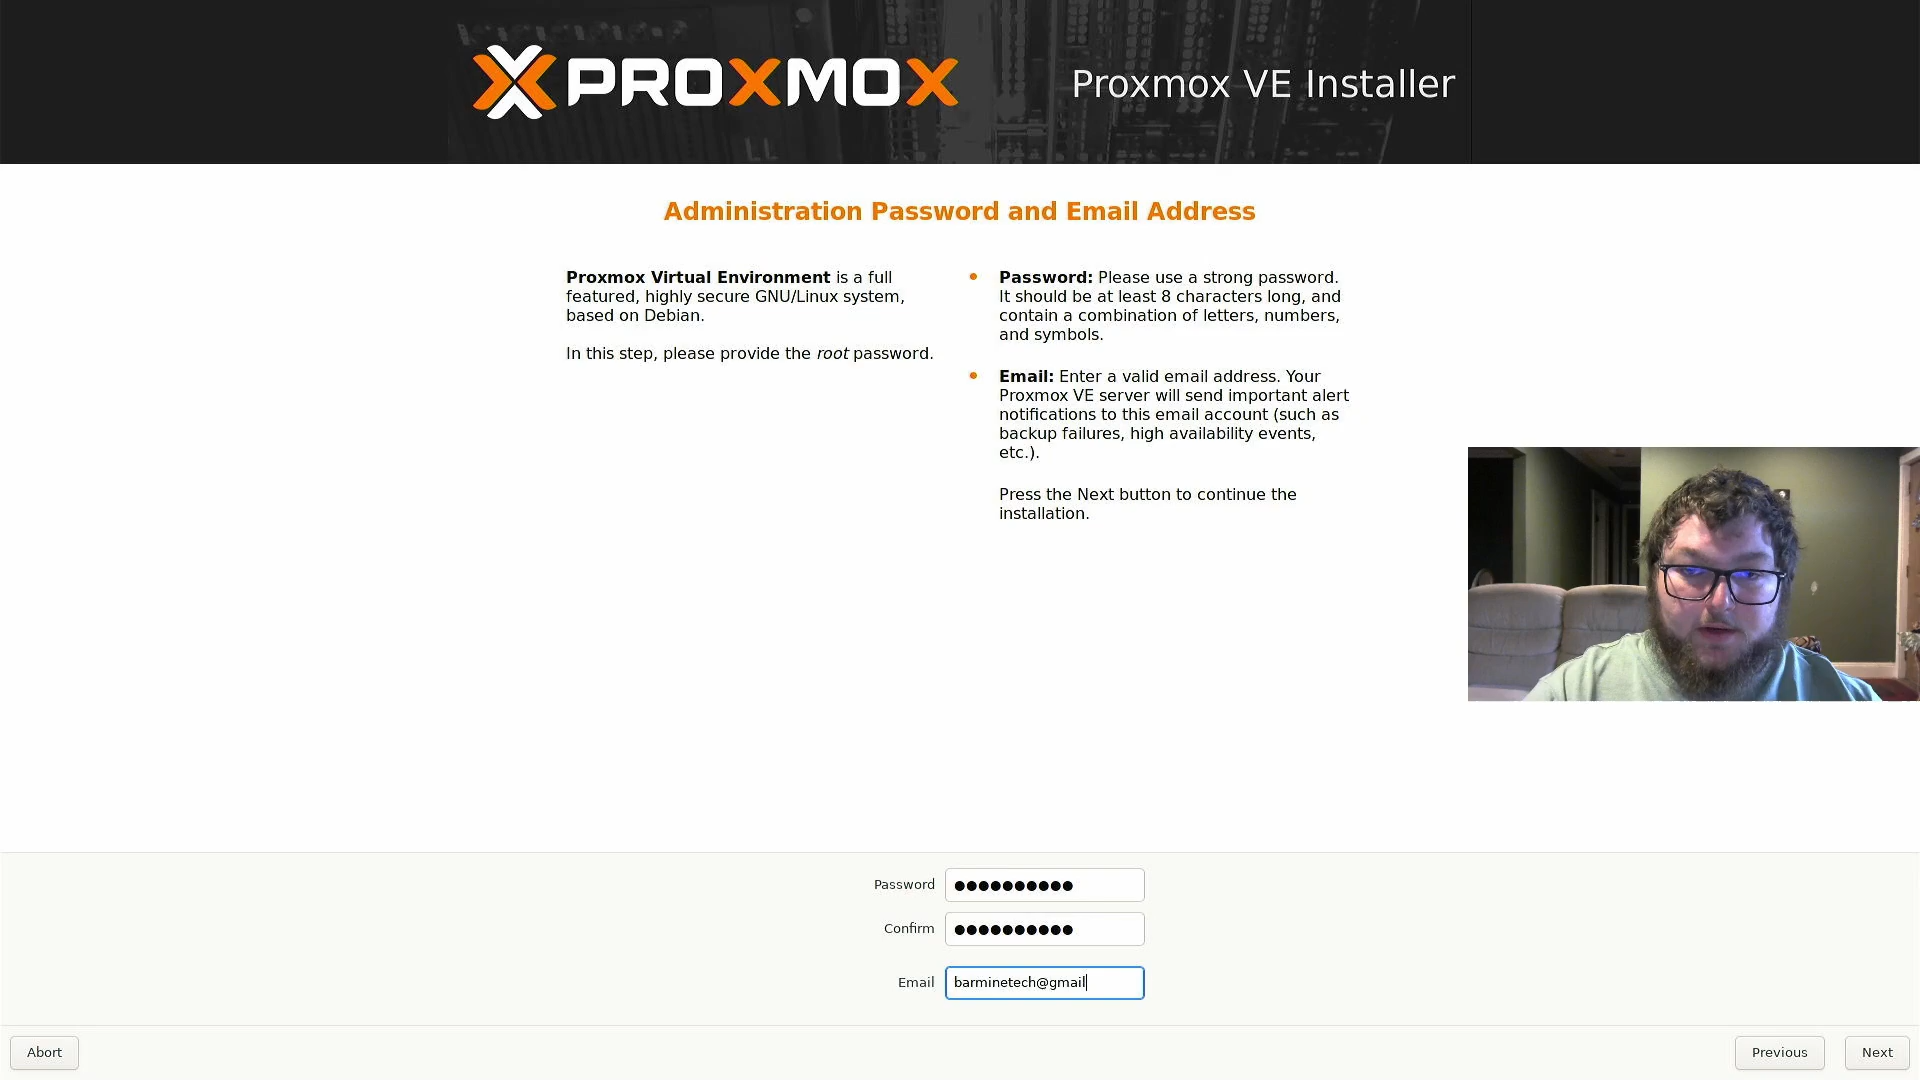 PROXMOX
Proxmox VE Installer
Administration Password and Email Address
Proxmox Virtual Environment is a full
featured, highly secure GNU/Linux system,
based on Debian.
In this step, please provide the root password.
Password: Please use a strong password.
It should be at least 8 characters long, and
contain a combination of letters, numbers,
and symbols.
Email: Enter a valid email address. Your
Proxmox VE server will send important alert
notifications to this email account (such as
backup failures, high availability events,
etc.).
Press the Next button to continue the
installation.
Password ●●●●●●●●●●
Confirm ●●●●●●●●●●
Email barminetech@gmail
Abort
Previous
Next